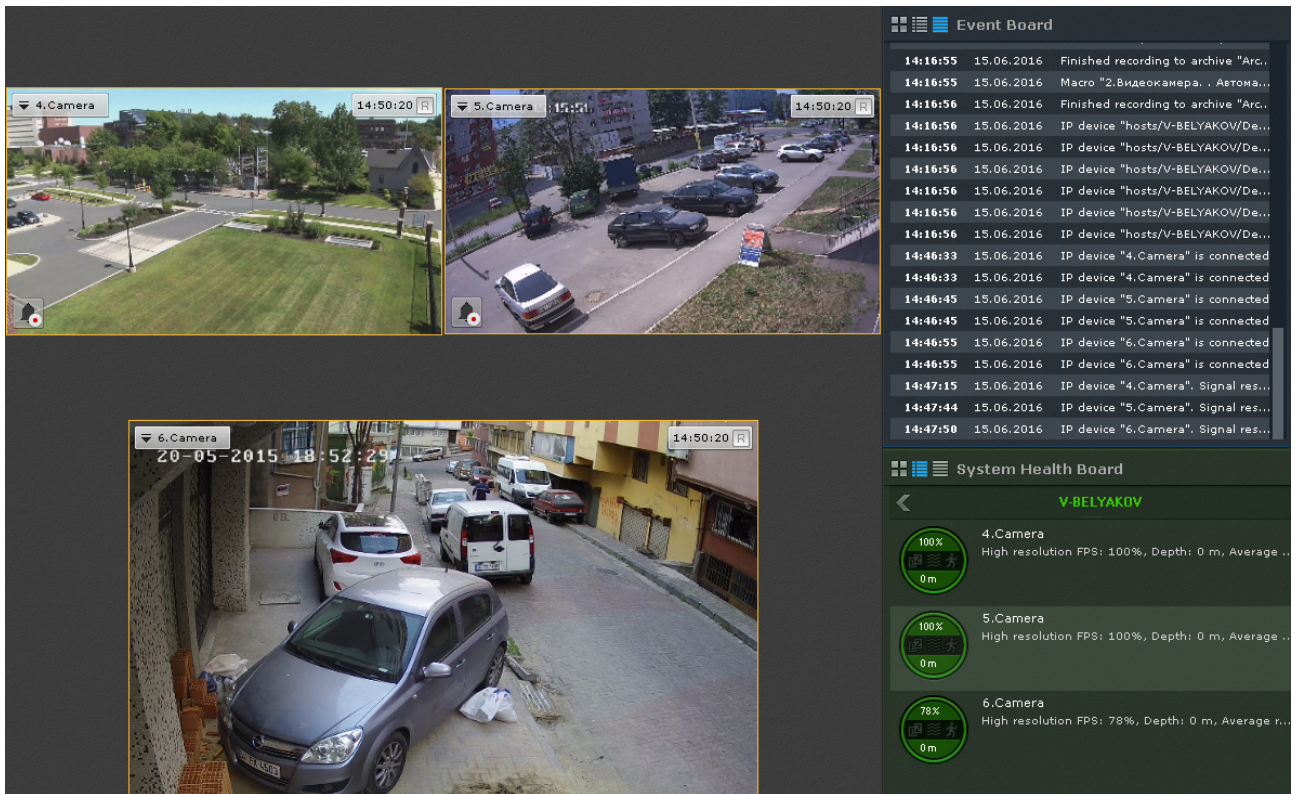 4.Camera
14:50:20 R
5.Camera
:15:51
14:50:20 R
6.Camera
14:50:20 R
20-05-2015 18:52:29
Event Board
14:16:55 15.06.2016 Finished recording to archive "Arc..
14:16:55 15.06.2016 Macro "2.Видеокамера. . Автома...
14:16:56 15.06.2016 Finished recording to archive "Arc..
14:16:56 15.06.2016 IP device "hosts/V-BELYAKOV/De...
14:16:56 15.06.2016 IP device "hosts/V-BELYAKOV/De...
14:16:56 15.06.2016 IP device "hosts/V-BELYAKOV/De...
14:16:56 15.06.2016 IP device "hosts/V-BELYAKOV/De...
14:16:56 15.06.2016 IP device "hosts/V-BELYAKOV/De...
14:16:56 15.06.2016 IP device "hosts/V-BELYAKOV/De...
14:46:33 15.06.2016 IP device "4.Camera" is connected
14:46:33 15.06.2016 IP device "4.Camera" is connected
14:46:45 15.06.2016 IP device "5.Camera" is connected
14:46:45 15.06.2016 IP device "5.Camera" is connected
14:46:55 15.06.2016 IP device "6.Camera" is connected
14:46:55 15.06.2016 IP device "6.Camera" is connected
14:47:15 15.06.2016 IP device "4.Camera". Signal res...
14:47:44 15.06.2016 IP device "5.Camera". Signal res...
14:47:50 15.06.2016 IP device "6.Camera". Signal res...
System Health Board
V-BELYAKOV
100%
0 m
4.Camera
High resolution FPS: 100%, Depth: 0 m, Average ..
100%
0 m
5.Camera
High resolution FPS: 100%, Depth: 0 m, Average ..
78%
0 m
6.Camera
High resolution FPS: 78%, Depth: 0 m, Average r...